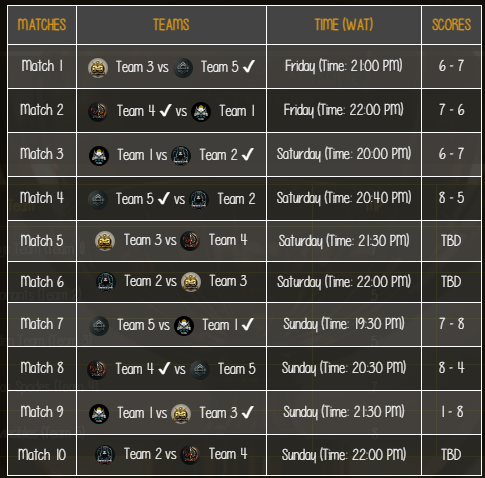 MATCHES TEAMS TIME (WAT) SCORES
Match 1 Team 3 vs Team 5 ✓ Friday (Time: 21:00 PM) 6 - 7
Match 2 Team 4 ✓ vs Team 1 Friday (Time: 22:00 PM) 7 - 6
Match 3 Team 1 vs Team 2 ✓ Saturday (Time: 20:00 PM) 6 - 7
Match 4 Team 5 ✓ vs Team 2 Saturday (Time: 20:40 PM) 8 - 5
Match 5 Team 3 vs Team 4 Saturday (Time: 21:30 PM) TBD
Match 6 Team 2 vs Team 3 Saturday (Time: 22:00 PM) TBD
Match 7 Team 5 vs Team 1 ✓ Sunday (Time: 19:30 PM) 7 - 8
Match 8 Team 4 ✓ vs Team 5 Sunday (Time: 20:30 PM) 8 - 4
Match 9 Team 1 vs Team 3 ✓ Sunday (Time: 21:30 PM) 1 - 8
Match 10 Team 2 vs Team 4 Sunday (Time: 22:00 PM) TBD